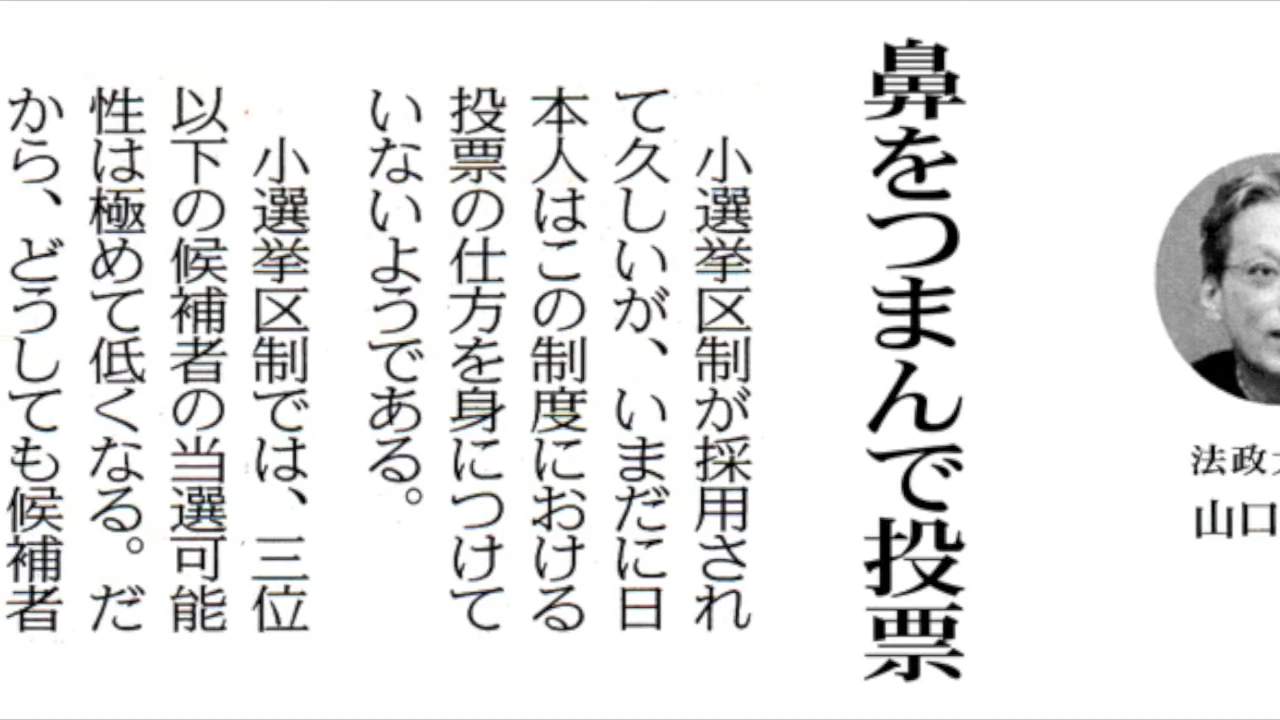 法政大
山口
鼻をつまんで投票
小選挙区制が採用され
て久しいが、いまだに日
本人はこの制度における
投票の仕方を身につけて
いないようである。
小選挙区制では、三位
以下の候補者の当選可能
性は極めて低くなる。だ
から、どうしても候補者